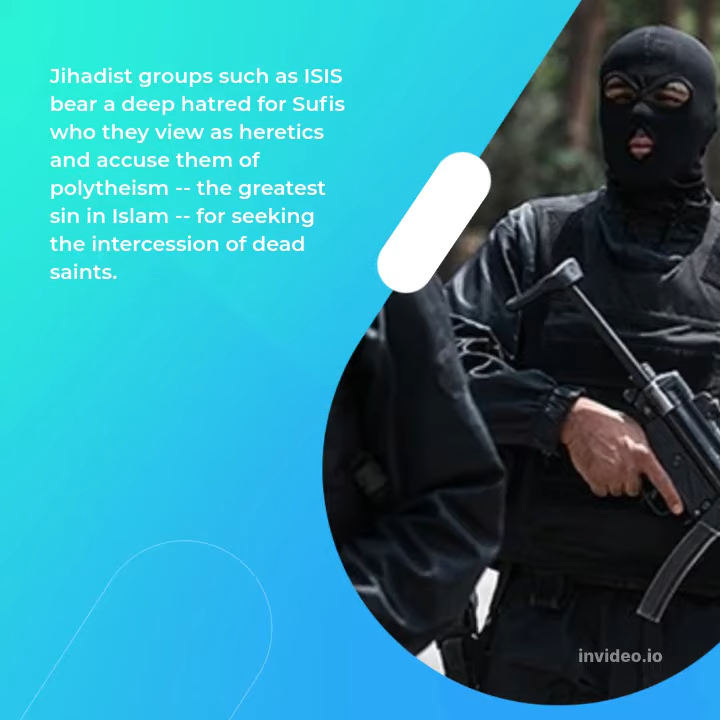 Jihadist groups such as ISIS
bear a deep hatred for Sufis
who they view as heretics
and accuse them of
polytheism -- the greatest
sin in Islam -- for seeking
the intercession of dead
saints.
invideo.io